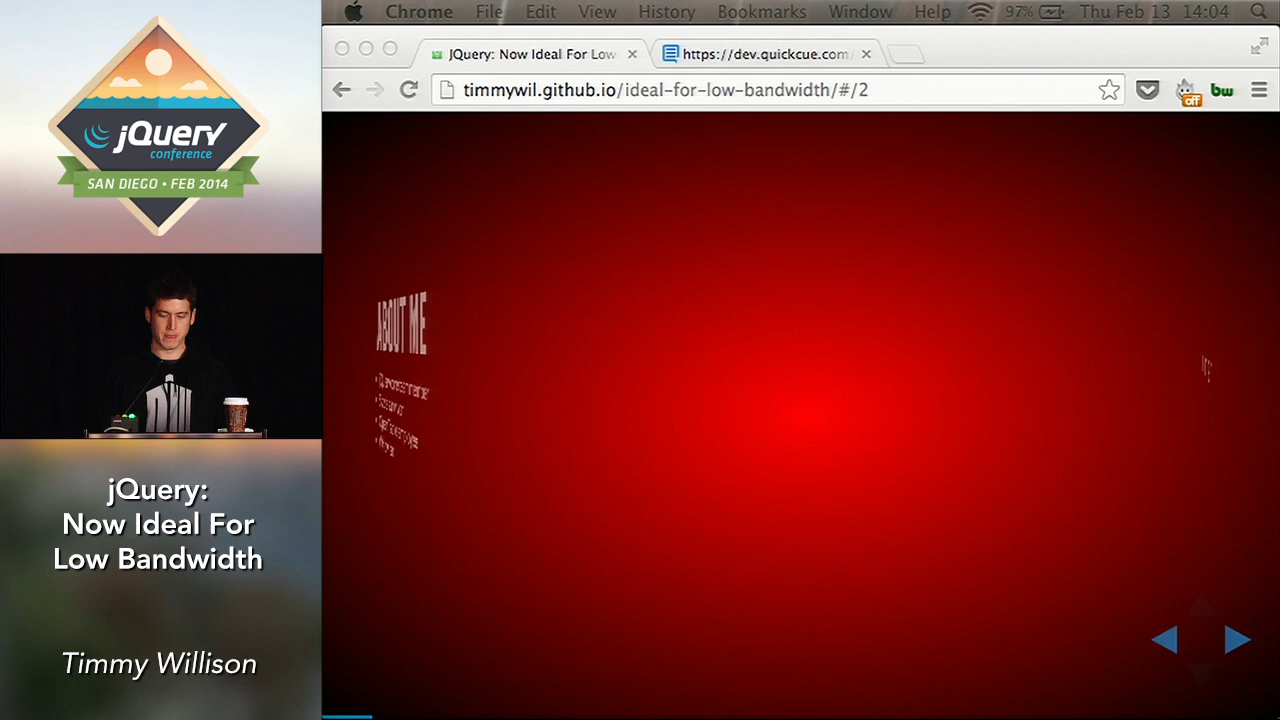 jQuery
conference
SAN DIEGO • FEB 2014
jQuery:
Now Ideal For
Low Bandwidth
Timmy Willison
Chrome File Edit View History Bookmarks Window Help 97% Thu Feb 13 14:04
JQuery: Now Ideal For Low
https://dev.quickcue.com/
timmywil.github.io/ideal-for-low-bandwidth/#/2
off
bw
ABOUT ME